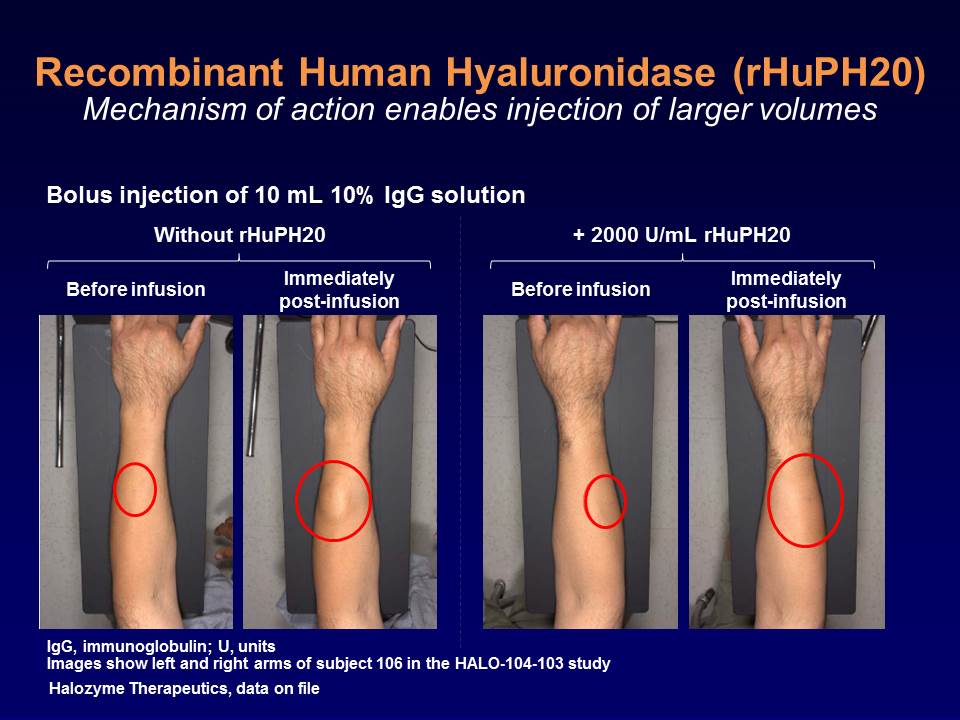 Recombinant Human Hyaluronidase (rHuPH20)
Mechanism of action enables injection of larger volumes
Bolus injection of 10 mL 10% IgG solution
Without rHuPH20
Before infusion
Immediately
post-infusion
+ 2000 U/mL rHuPH20
Before infusion
Immediately
post-infusion
IgG, immunoglobulin; U, units
Images show left and right arms of subject 106 in the HALO-104-103 study
Halozyme Therapeutics, data on file